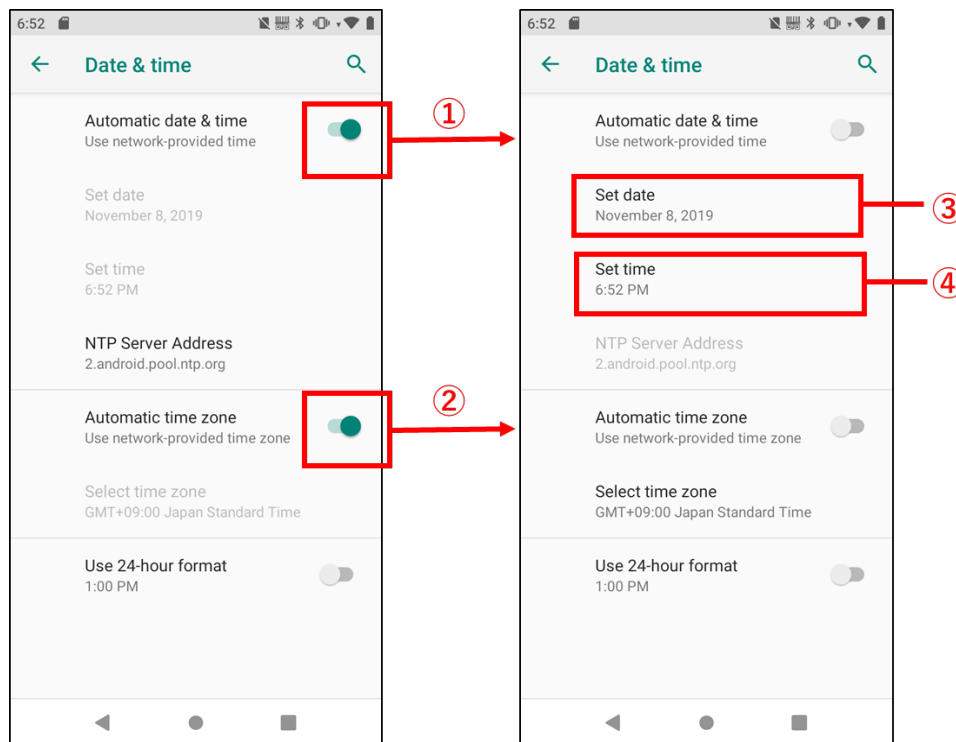 6:52
Date & time
Automatic date & time
Use network-provided time
Set date
November 8, 2019
Set time
6:52 PM
NTP Server Address
2.android.pool.ntp.org
Automatic time zone
Use network-provided time zone
Select time zone
GMT+09:00 Japan Standard Time
Use 24-hour format
1:00 PM
①
②
6:52
Date & time
Automatic date & time
Use network-provided time
Set date
November 8, 2019
Set time
6:52 PM
NTP Server Address
2.android.pool.ntp.org
Automatic time zone
Use network-provided time zone
Select time zone
GMT+09:00 Japan Standard Time
Use 24-hour format
1:00 PM
③
④